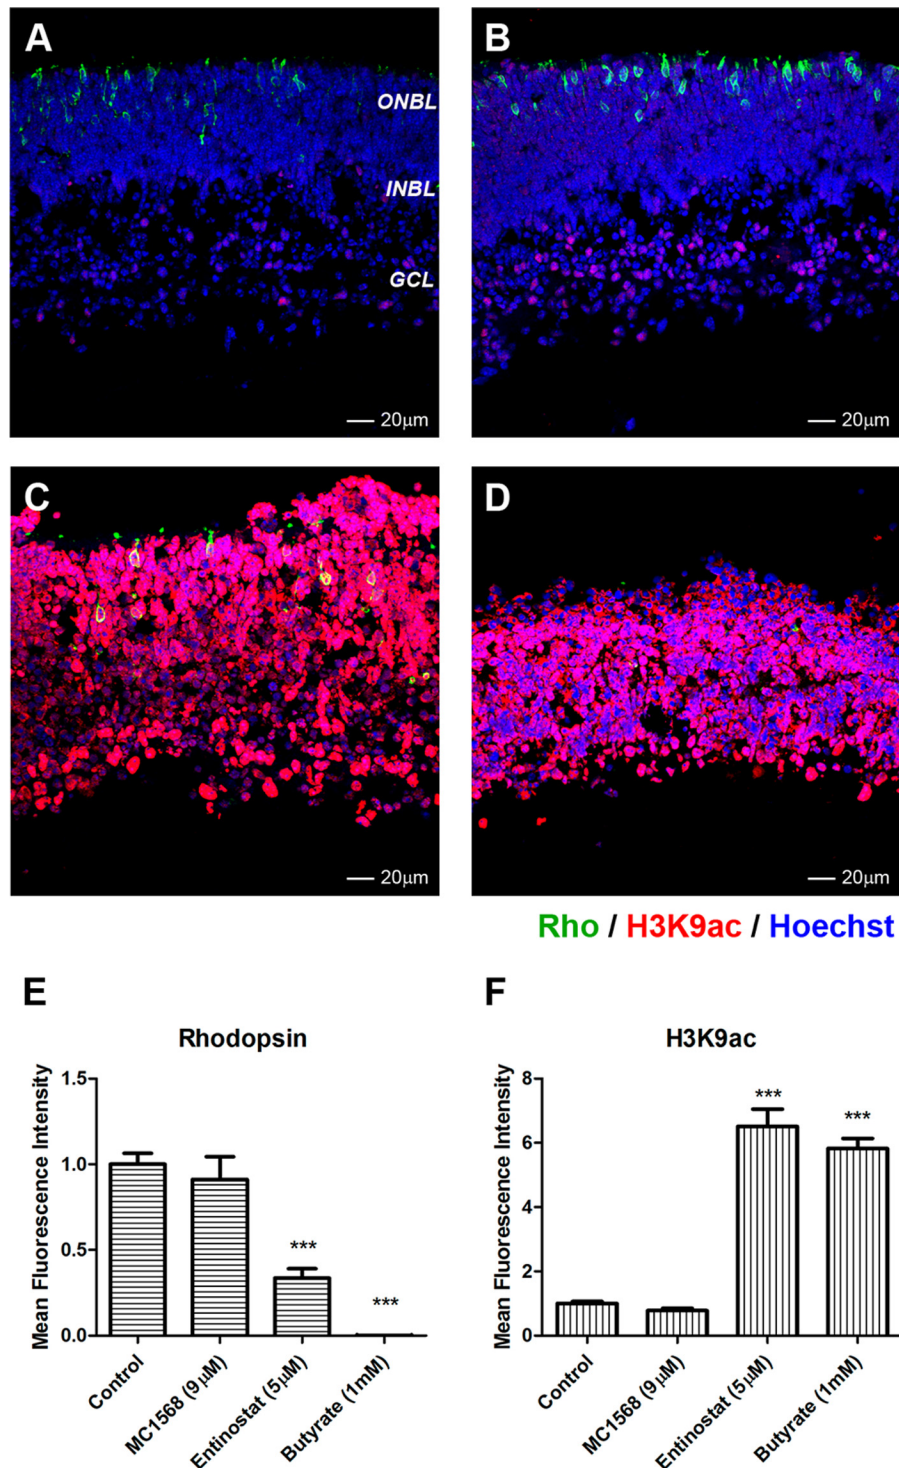 A
ONBL
INBL
GCL
20μm
B
20μm
C
20μm
D
20μm
Rho / H3K9ac / Hoechst
E
Rhodopsin
Mean Fluorescence Intensity
1.5
1.0
0.5
0.0
***
***
Control
MC1568 (9μM)
Entinostat (5μM)
Butyrate (1mM)
F
H3K9ac
Mean Fluorescence Intensity
8
6
4
2
0
***
***
Control
MC1568 (9μM)
Entinostat (5μM)
Butyrate (1mM)